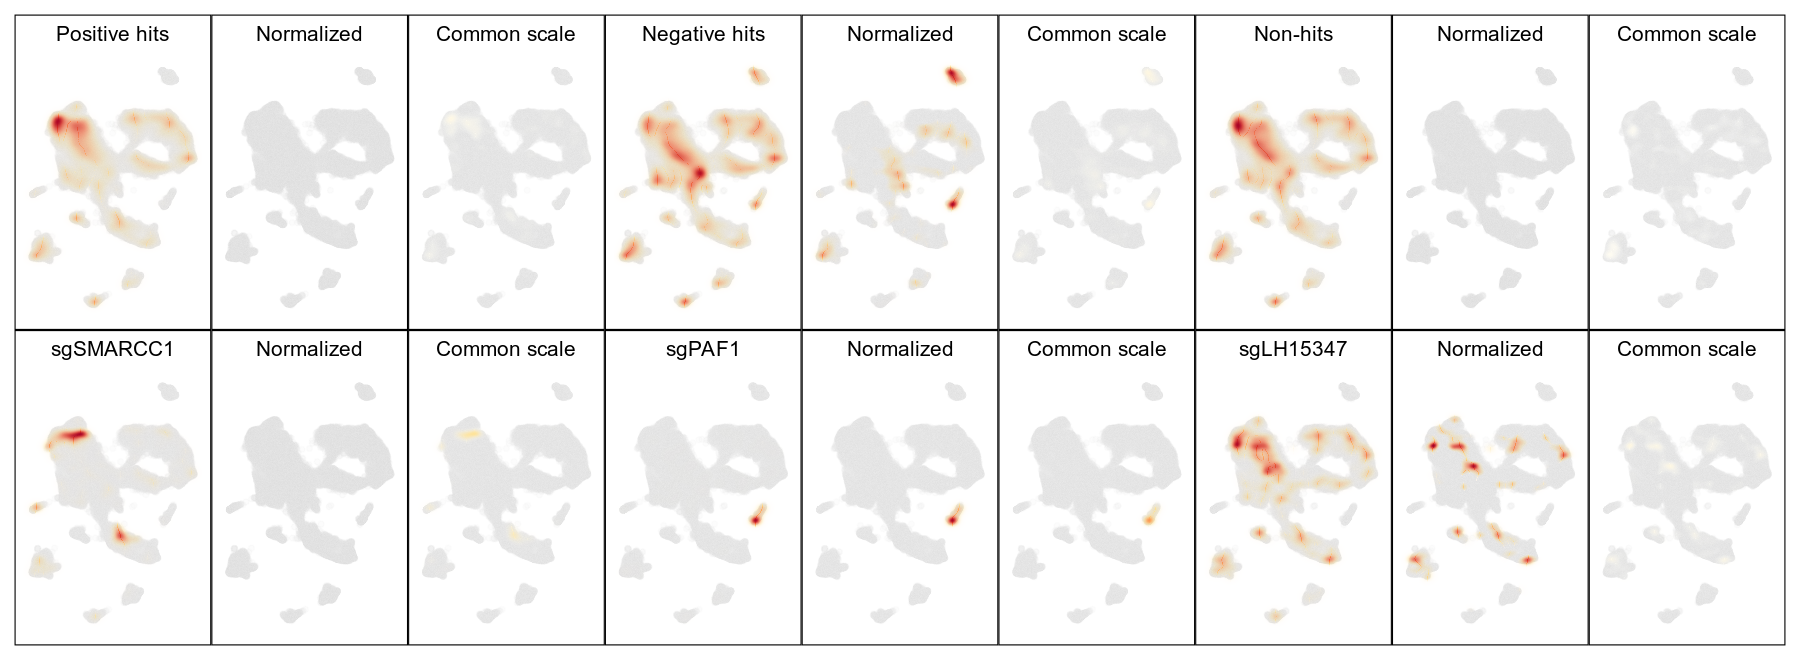 Positive hits Normalized Common scale Negative hits Normalized Common scale Non-hits Normalized Common scale
sgSMARCC1 Normalized Common scale sgPAF1 Normalized Common scale sgLH15347 Normalized Common scale